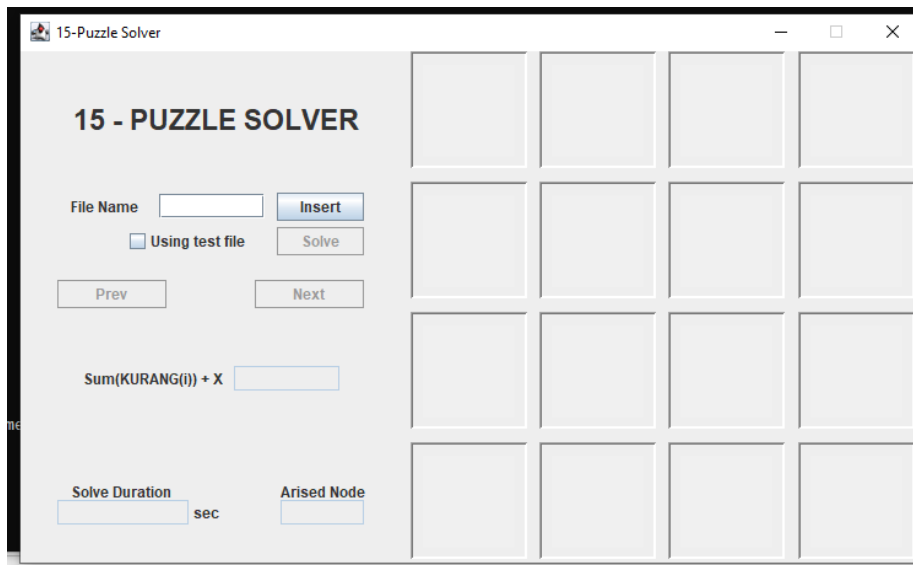 15-Puzzle Solver
15 - PUZZLE SOLVER
File Name
Insert
Using test file
Solve
Prev
Next
Sum(KURANG(i)) + X
me
Solve Duration
Arised Node
sec